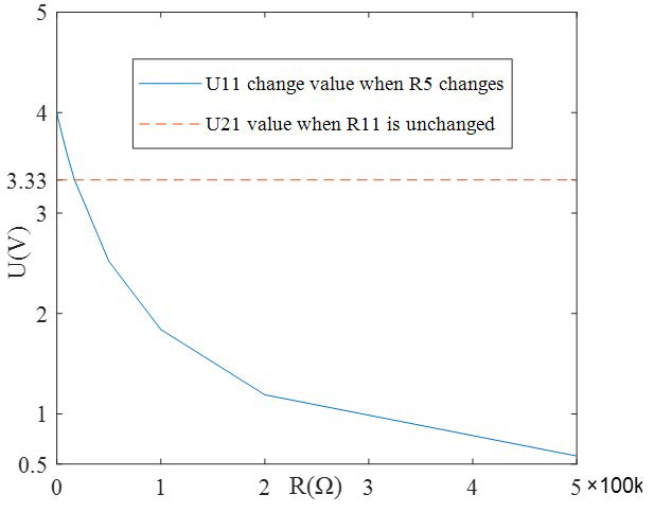 5
U11 change value when R5 changes
U21 value when R11 is unchanged
4
3.33
3
U(V)
2
1
0.5
0 1 2 R(Ω) 3 4 5 ×100k